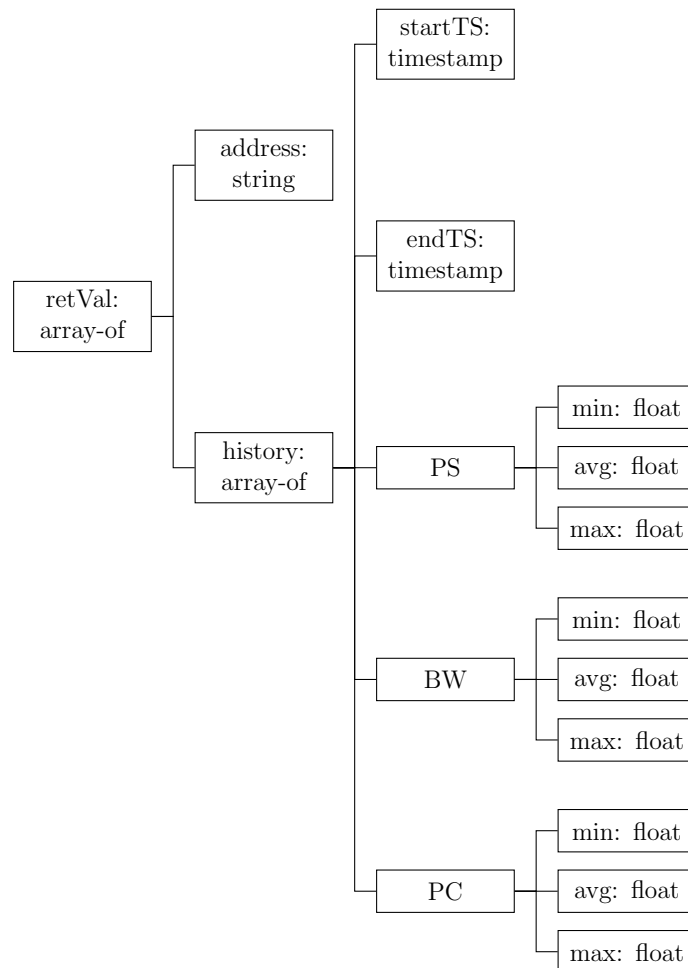 startTS:
timestamp
address:
string
endTS:
timestamp
retVal:
array-of
history:
array-of
PS
min: float
avg: float
max: float
BW
min: float
avg: float
max: float
PC
min: float
avg: float
max: float